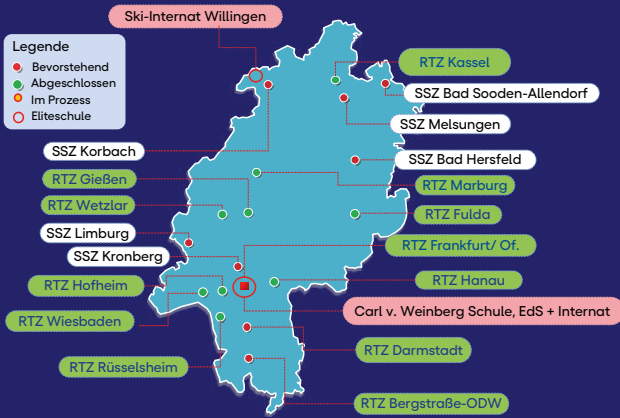 Ski-Internat Willingen
Legende
Bevorstehend
Abgeschlossen
Im Prozess
Eliteschule
RTZ Kassel
SSZ Bad Sooden-Allendorf
SSZ Melsungen
SSZ Korbach
SSZ Bad Hersfeld
RTZ Gießen
RTZ Marburg
RTZ Wetzlar
RTZ Fulda
SSZ Limburg
RTZ Frankfurt/ Of.
SSZ Kronberg
RTZ Hanau
RTZ Hofheim
Carl v. Weinberg Schule, EdS + Internat
RTZ Wiesbaden
RTZ Darmstadt
RTZ Rüsselsheim
RTZ Bergstraße-ODW